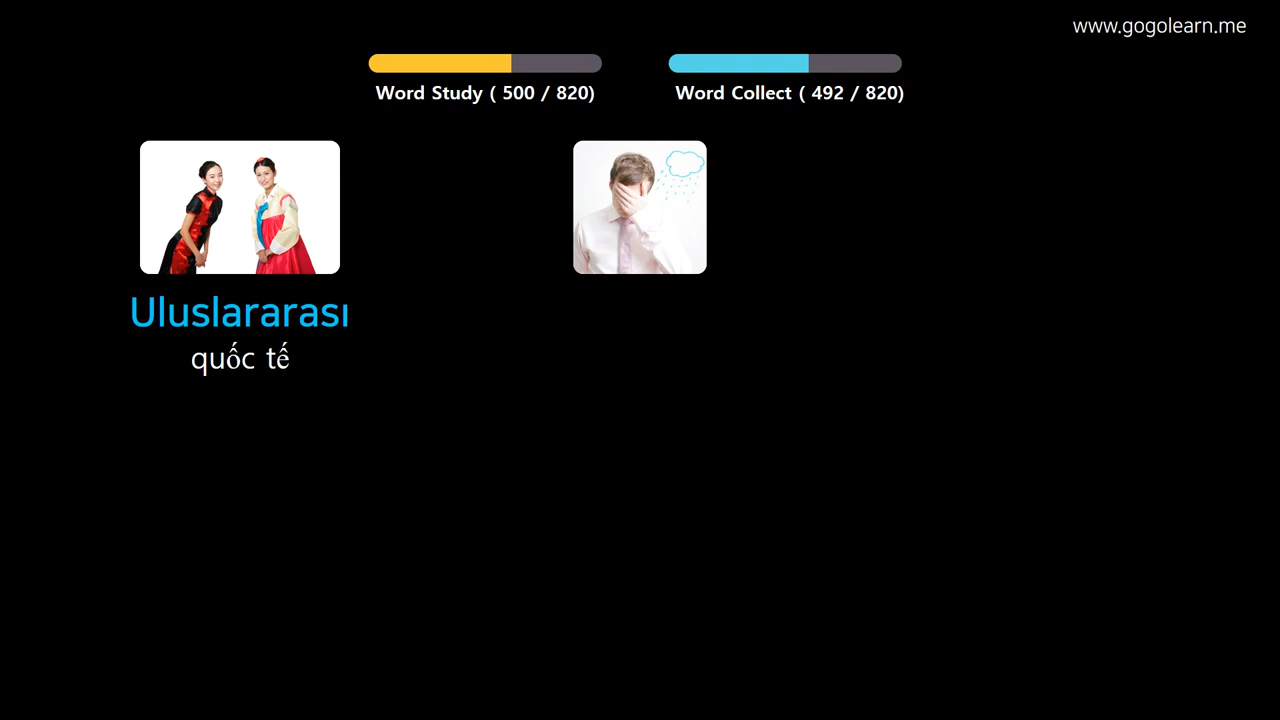 www.gogolearn.me
Word Study ( 500 / 820)
Word Collect ( 492 / 820)
Uluslararası
quốc tế